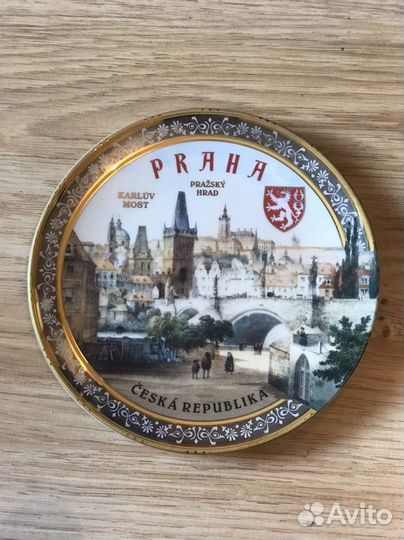 PRAHA
PRAŽSKÝ
HRAD
KARLŮV
MOST
ČESKÁ REPUBLIKA
Avito